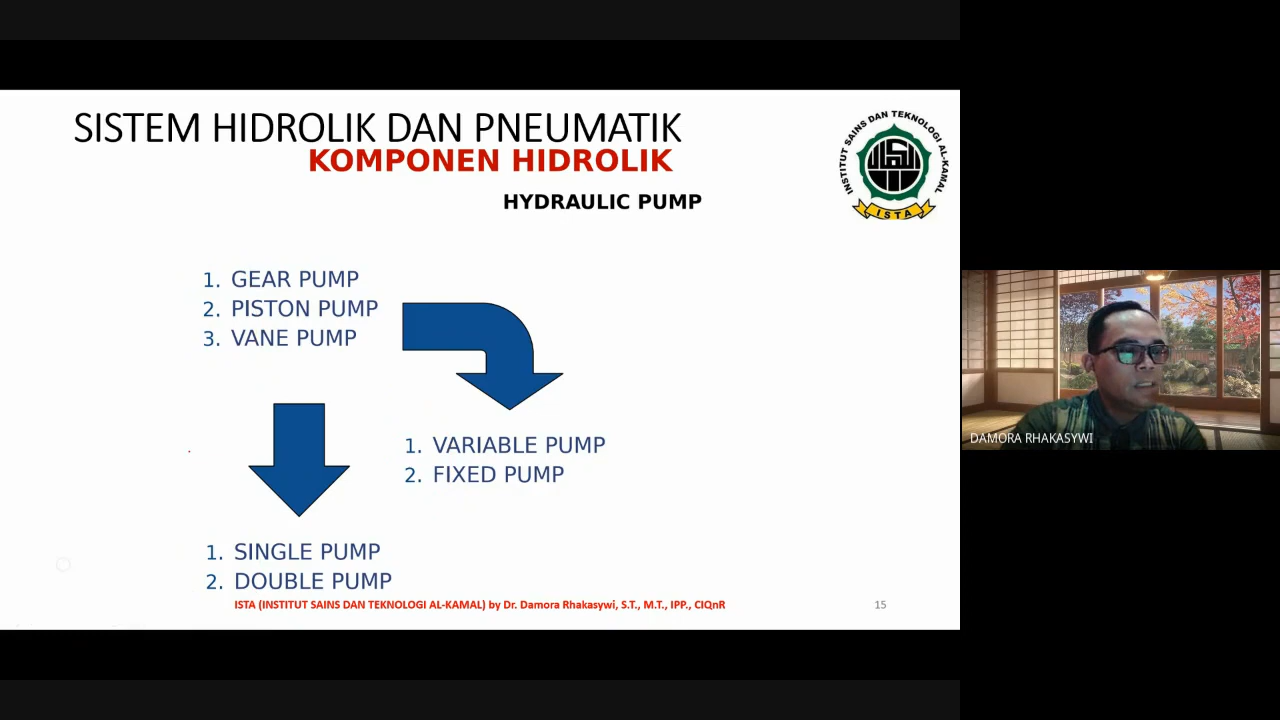 SISTEM HIDROLIK DAN PNEUMATIK
KOMPONEN HIDROLIK
HYDRAULIC PUMP
INSTITUT SAINS DAN TEKNOLOGI AL-KAMAL
ISTA
1. GEAR PUMP
2. PISTON PUMP
3. VANE PUMP
1. VARIABLE PUMP
2. FIXED PUMP
1. SINGLE PUMP
2. DOUBLE PUMP
ISTA (INSTITUT SAINS DAN TEKNOLOGI AL-KAMAL) by Dr. Damora Rhakasywi, S.T., M.T., IPP., CIQnR
15
DAMORA RHAKASYWI